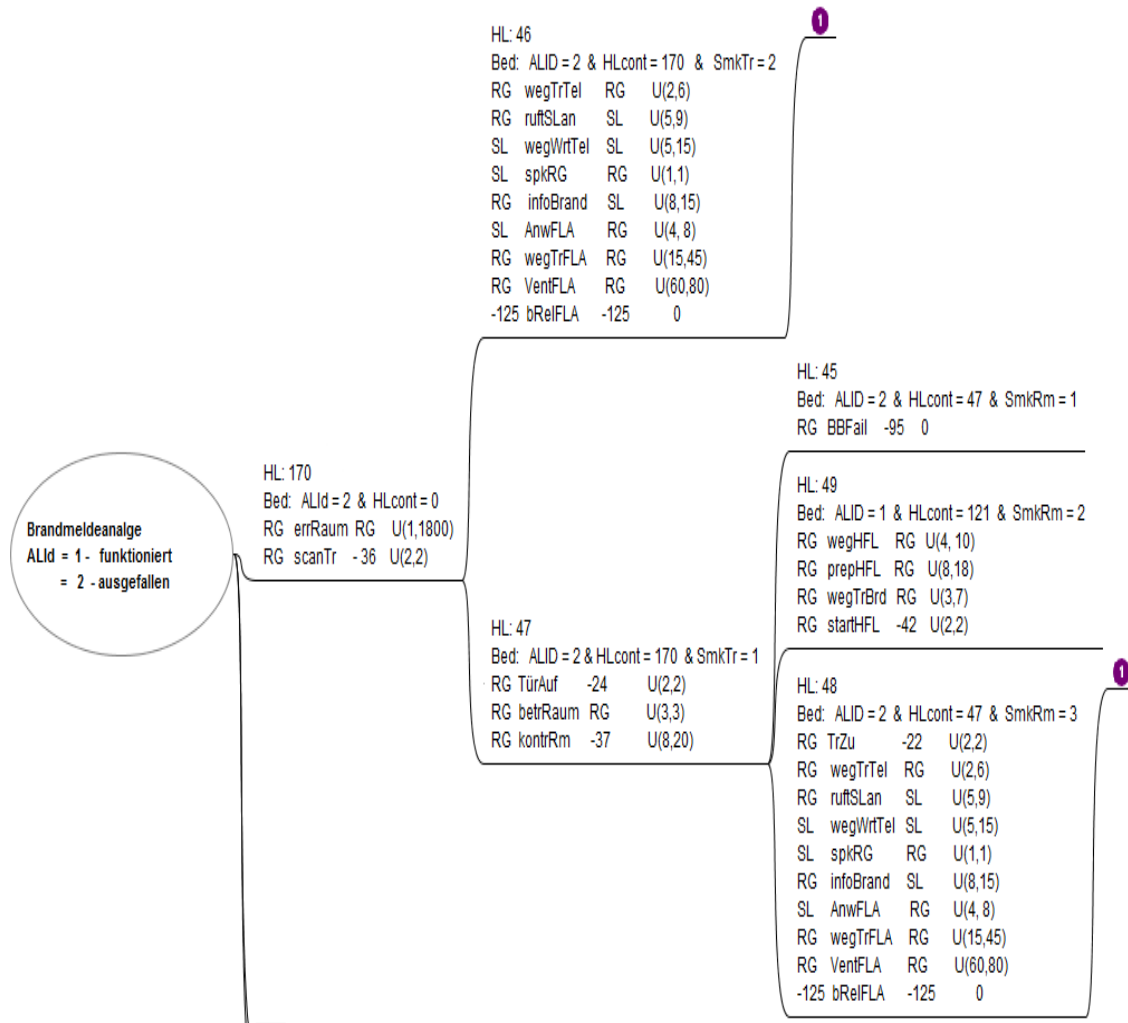 Brandmeldeanalge
ALId = 1 - funktioniert
= 2 - ausgefallen
HL: 170
Bed: ALId = 2 & HLcont = 0
RG errRaum RG U(1,1800)
RG scanTr - 36 U(2,2)
HL: 46
Bed: ALID = 2 & HLcont = 170 & SmkTr = 2
RG wegTrTel RG U(2,6)
RG ruftSLan SL U(5,9)
SL wegWrtTel SL U(5,15)
SL spkRG RG U(1,1)
RG infoBrand SL U(8,15)
SL AnwFLA RG U(4, 8)
RG wegTrFLA RG U(15,45)
RG VentFLA RG U(60,80)
-125 bRelFLA -125 0
1
HL: 47
Bed: ALID = 2 & HLcont = 170 & SmkTr = 1
RG TürAuf -24 U(2,2)
RG betrRaum RG U(3,3)
RG kontrRm -37 U(8,20)
HL: 45
Bed: ALID = 2 & HLcont = 47 & SmkRm = 1
RG BBFail -95 0
HL: 49
Bed: ALID = 1 & HLcont = 121 & SmkRm = 2
RG wegHFL RG U(4, 10)
RG prepHFL RG U(8,18)
RG wegTrBrd RG U(3,7)
RG startHFL -42 U(2,2)
HL: 48
Bed: ALID = 2 & HLcont = 47 & SmkRm = 3
RG TrZu -22 U(2,2)
RG wegTrTel RG U(2,6)
RG ruftSLan SL U(5,9)
SL wegWrtTel SL U(5,15)
SL spkRG RG U(1,1)
RG infoBrand SL U(8,15)
SL AnwFLA RG U(4, 8)
RG wegTrFLA RG U(15,45)
RG VentFLA RG U(60,80)
-125 bRelFLA -125 0
1